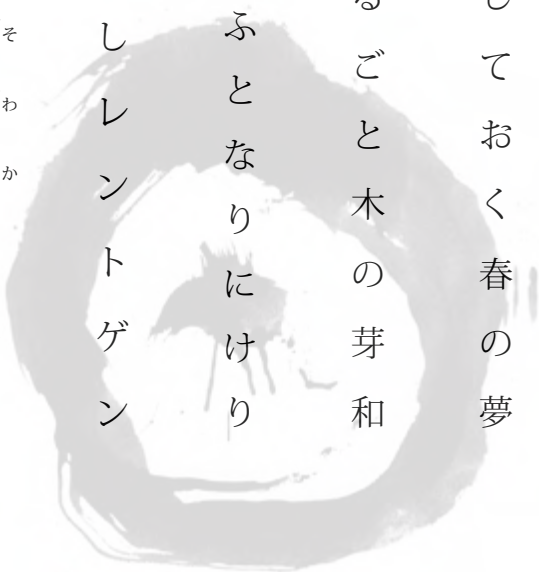 しておく春の夢
るごと木の芽和
ふとなりにけり
しレントゲン
そわか